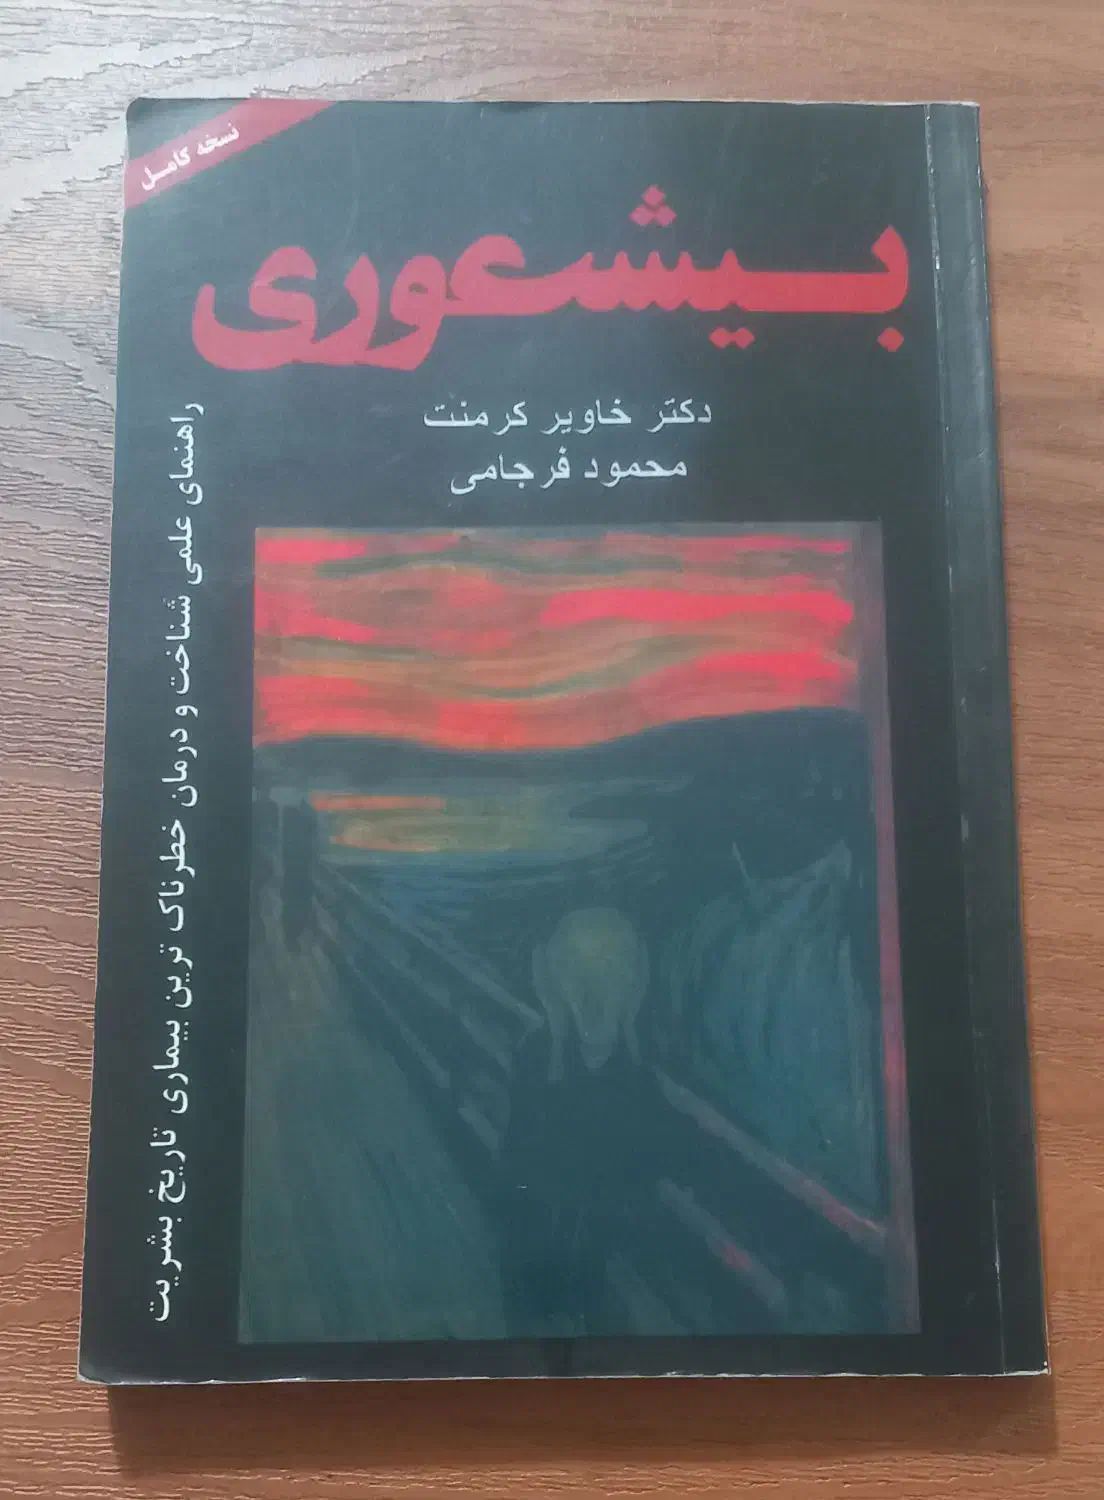 نسخه کامل
بیشعوری
دکتر خاویر کرمنت
محمود فرجامی
راهنمای علمی شناخت و درمان خطرناک ترین بیماری تاریخ بشریت